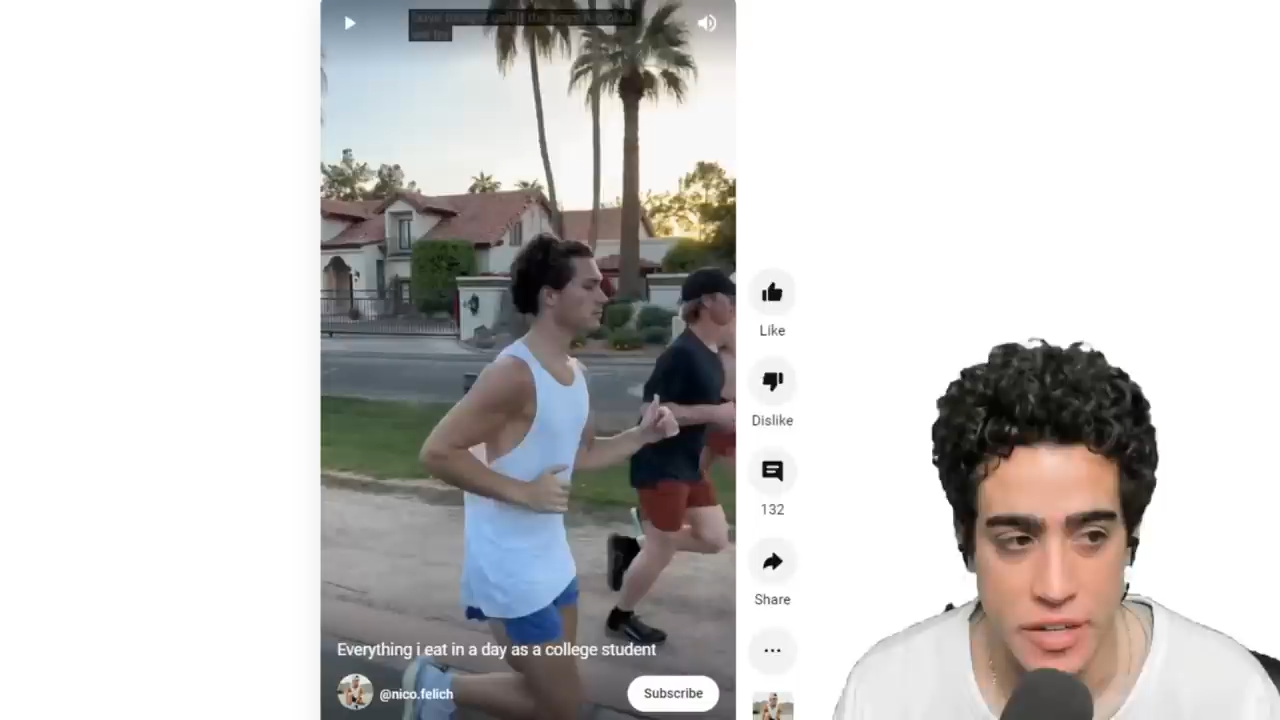 Like
Dislike
132
Share
Everything i eat in a day as a college student
@nico.felich
Subscribe